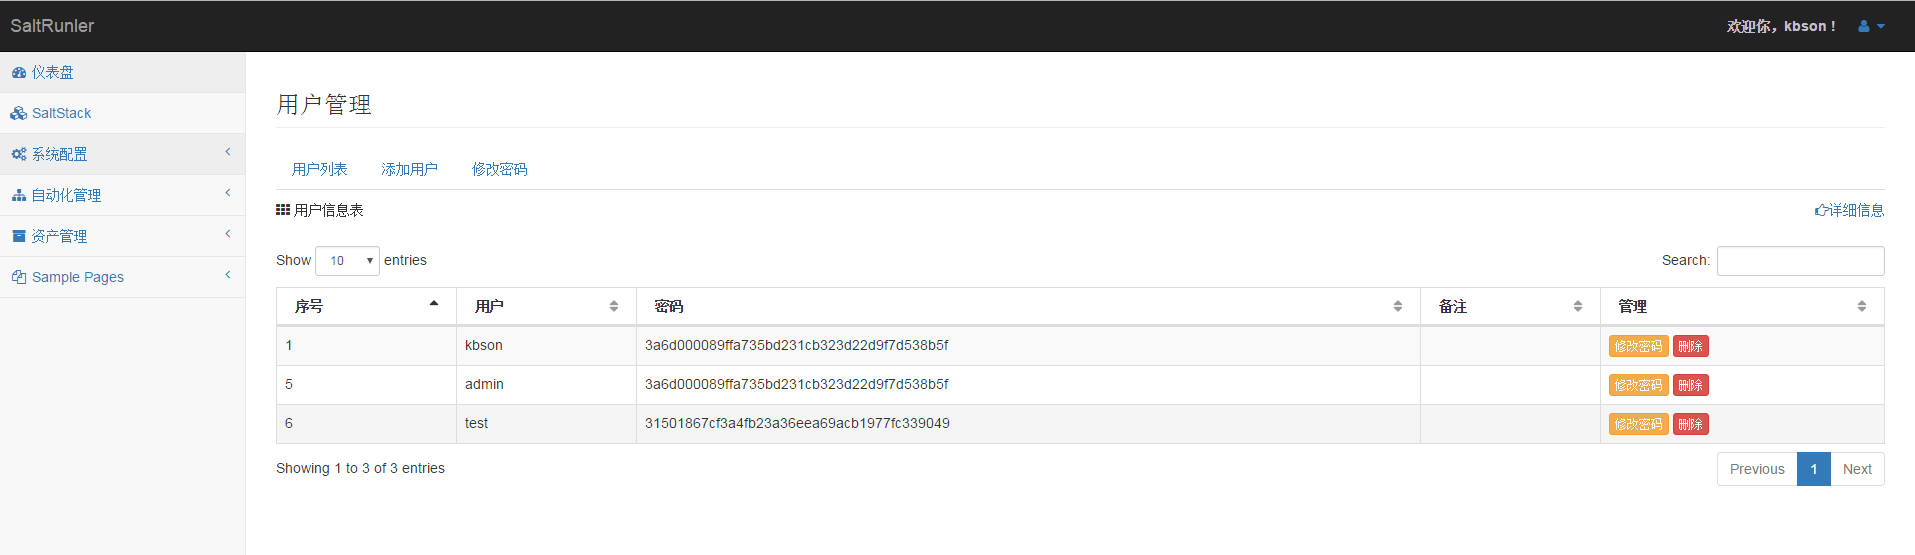 SaltRunler
欢迎你，kbson！
仪表盘
SaltStack
系统配置
自动化管理
资产管理
Sample Pages
用户管理
用户列表 添加用户 修改密码
用户信息表 详细信息
Show 10 entries Search:
序号 用户 密码 备注 管理
1 kbson 3a6d000089ffa735bd231cb323d22d9f7d538b5f 修改密码 删除
5 admin 3a6d000089ffa735bd231cb323d22d9f7d538b5f 修改密码 删除
6 test 31501867cf3a4fb23a36eea69acb1977fc339049 修改密码 删除
Showing 1 to 3 of 3 entries Previous 1 Next